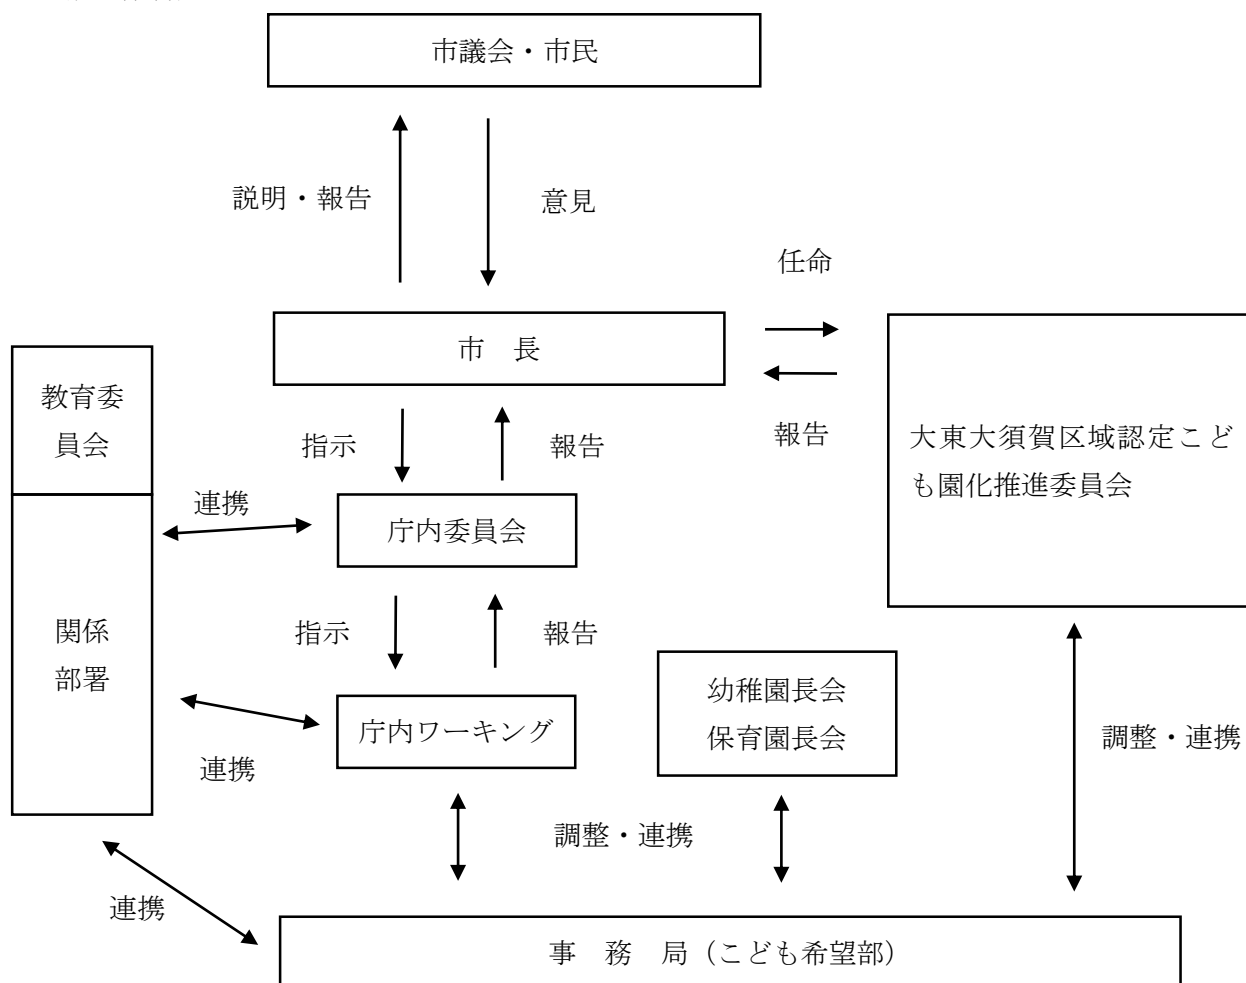 市議会・市民
説明・報告
意見
任命
市　長
報告
教育委
員会
指示
報告
大東大須賀区域認定こど
も園化推進委員会
連携
庁内委員会
関係
部署
指示
報告
幼稚園長会
保育園長会
庁内ワーキング
調整・連携
連携
調整・連携
連携
事　務　局（こども希望部）